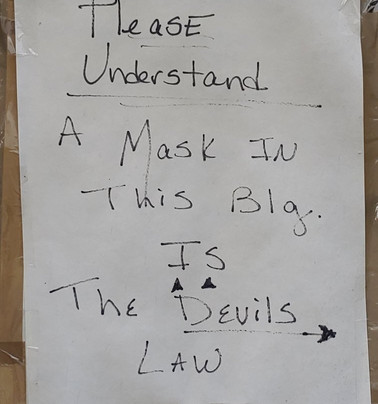 Please
Understand
A Mask In
This Blg.
Is
The Devils
Law